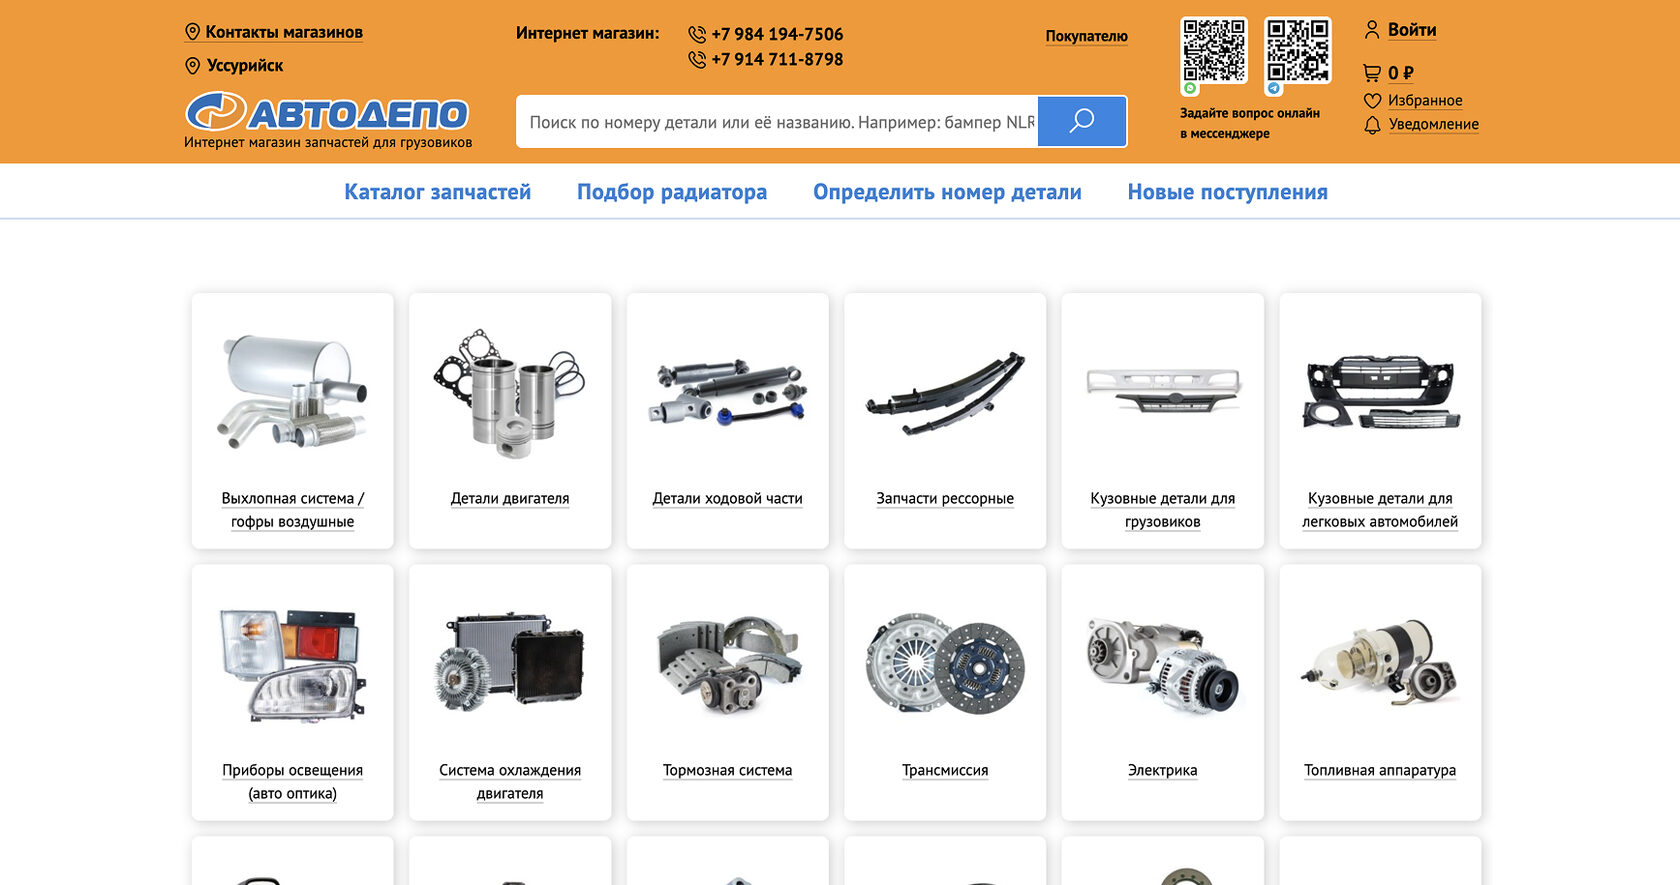 Контакты магазинов
Уссурийск
АВТОДЕПО
Интернет магазин запчастей для грузовиков
Интернет магазин:
+7 984 194-7506
+7 914 711-8798
Покупателю
Поиск по номеру детали или её названию. Например: бампер NLR
Задайте вопрос онлайн
в мессенджере
Войти
0 ₽
Избранное
Уведомление
Каталог запчастей
Подбор радиатора
Определить номер детали
Новые поступления
Выхлопная система /
гофры воздушные
Детали двигателя
Детали ходовой части
Запчасти рессорные
Кузовные детали для
грузовиков
Кузовные детали для
легковых автомобилей
Приборы освещения
(авто оптика)
Система охлаждения
двигателя
Тормозная система
Трансмиссия
Электрика
Топливная аппаратура